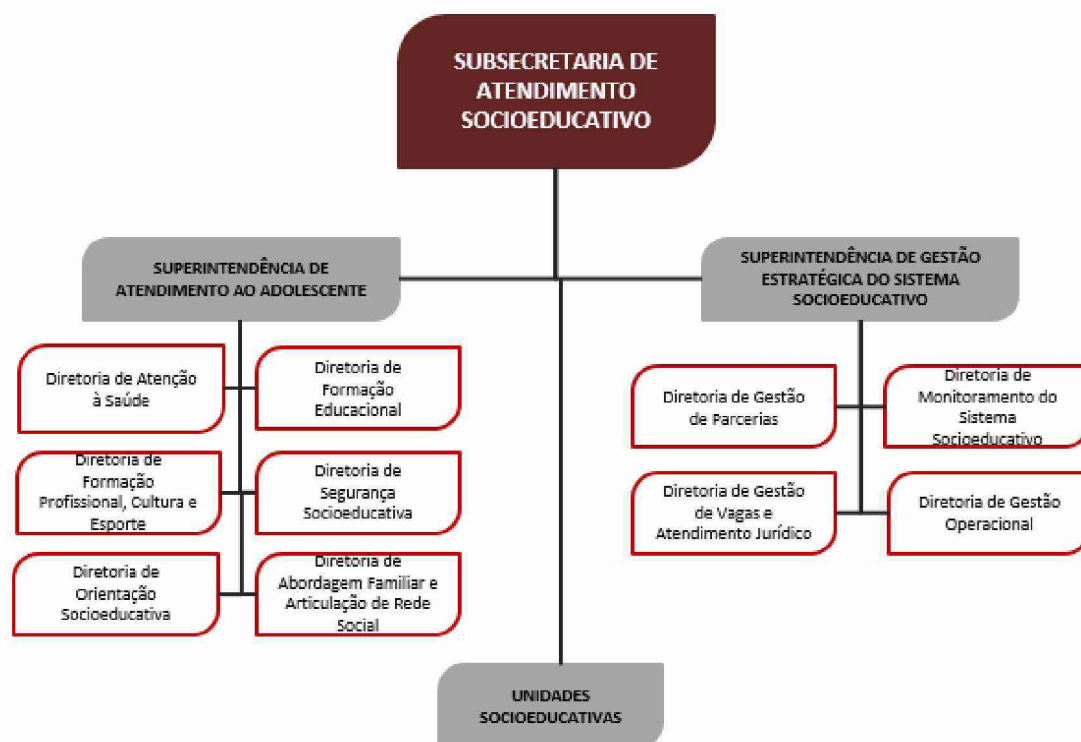 SUBSECRETARIA DE
ATENDIMENTO
SOCIOEDUCATIVO
SUPERINTENDÊNCIA DE
ATENDIMENTO AO ADOLESCENTE
SUPERINTENDÊNCIA DE GESTÃO
ESTRATÉGICA DO SISTEMA
SOCIOEDUCATIVO
Diretoria de Atenção
à Saúde
Diretoria de
Formação
Educacional
Diretoria de
Formação
Profissional, Cultura e
Esporte
Diretoria de
Segurança
Socioeducativa
Diretoria de
Orientação
Socioeducativa
Diretoria de
Abordagem Familiar e
Articulação de Rede
Social
Diretoria de Gestão
de Parcerias
Diretoria de
Monitoramento do
Sistema
Socioeducativo
Diretoria de Gestão
de Vagas e
Atendimento Jurídico
Diretoria de Gestão
Operacional
UNIDADES
SOCIOEDUCATIVAS